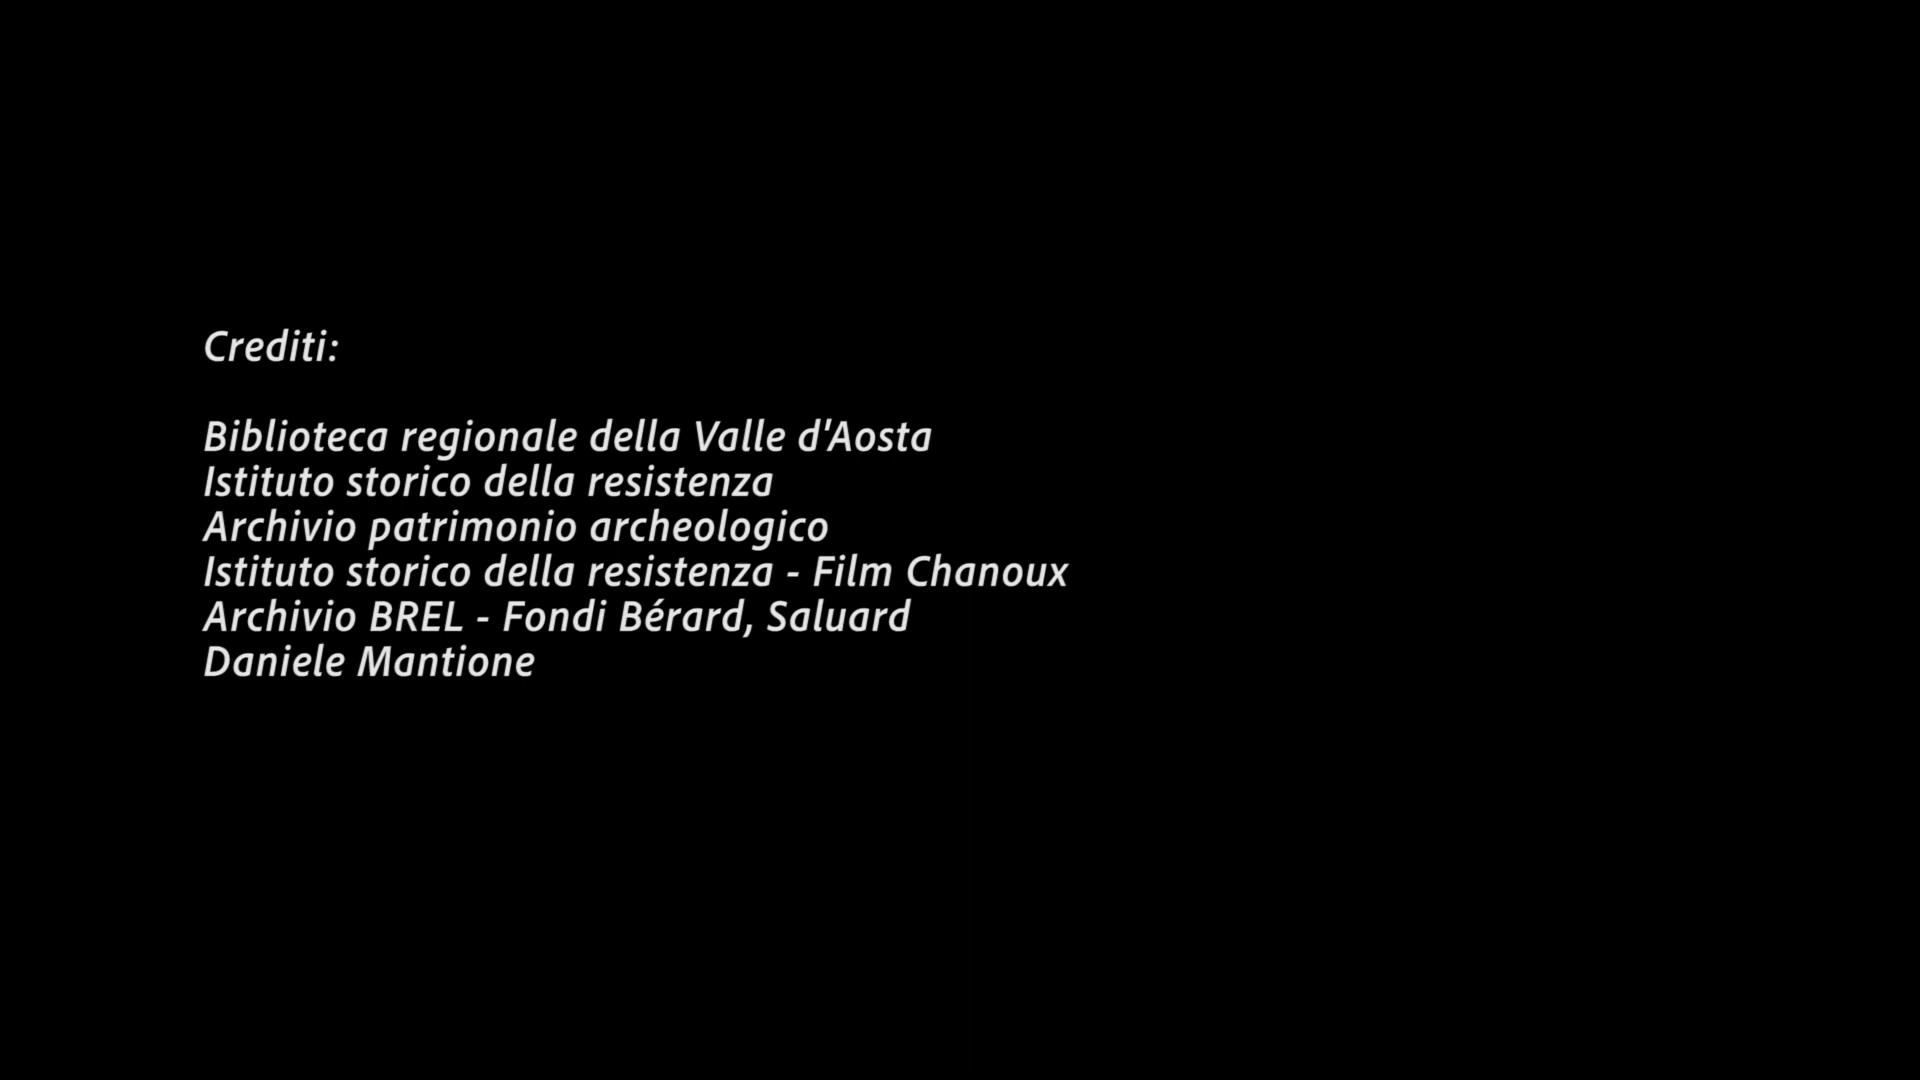 Crediti:
Biblioteca regionale della Valle d'Aosta
Istituto storico della resistenza
Archivio patrimonio archeologico
Istituto storico della resistenza - Film Chanoux
Archivio BREL - Fondi Bérard, Saluard
Daniele Mantione